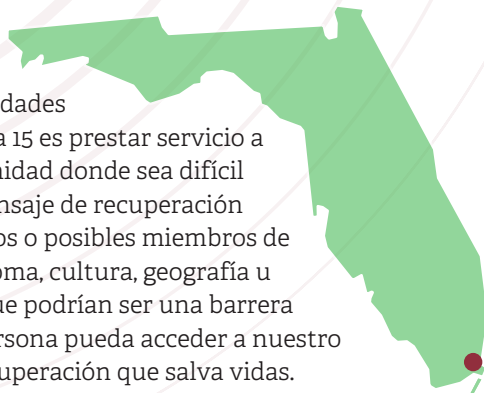 dades
a 15 es prestar servicio a
nidad donde sea difícil
nsaje de recuperación
os o posibles miembros de
oma, cultura, geografía u
ue podrían ser una barrera
ersona pueda acceder a nuestro
uperación que salva vidas.